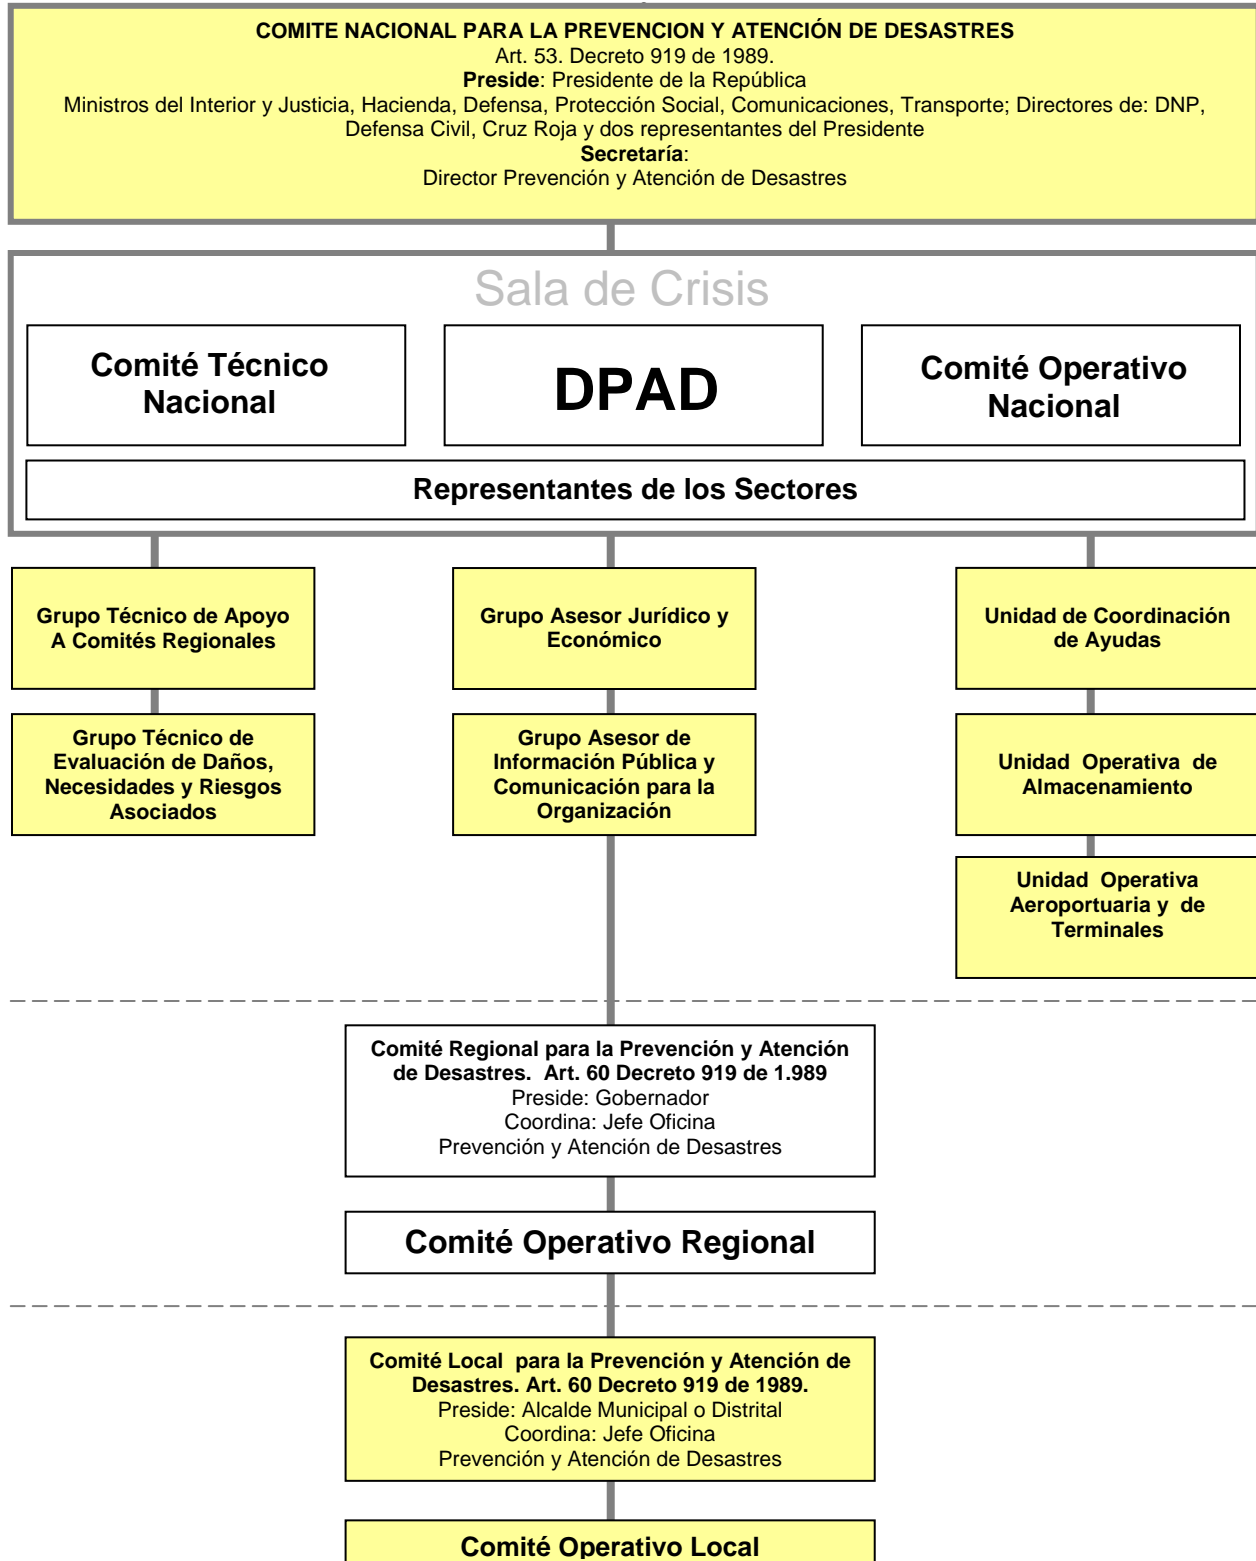 COMITE NACIONAL PARA LA PREVENCION Y ATENCIÓN DE DESASTRES
Art. 53. Decreto 919 de 1989.
Preside: Presidente de la República
Ministros del Interior y Justicia, Hacienda, Defensa, Protección Social, Comunicaciones, Transporte; Directores de: DNP,
Defensa Civil, Cruz Roja y dos representantes del Presidente
Secretaría:
Director Prevención y Atención de Desastres
Sala de Crisis
Comité Técnico
Nacional
DPAD
Comité Operativo
Nacional
Representantes de los Sectores
Grupo Técnico de Apoyo
A Comités Regionales
Grupo Asesor Jurídico y
Económico
Unidad de Coordinación
de Ayudas
Grupo Técnico de
Evaluación de Daños,
Necesidades y Riesgos
Asociados
Grupo Asesor de
Información Pública y
Comunicación para la
Organización
Unidad Operativa de
Almacenamiento
Unidad Operativa
Aeroportuaria y de
Terminales
Comité Regional para la Prevención y Atención
de Desastres. Art. 60 Decreto 919 de 1.989
Preside: Gobernador
Coordina: Jefe Oficina
Prevención y Atención de Desastres
Comité Operativo Regional
Comité Local para la Prevención y Atención de
Desastres. Art. 60 Decreto 919 de 1989.
Preside: Alcalde Municipal o Distrital
Coordina: Jefe Oficina
Prevención y Atención de Desastres
Comité Operativo Local